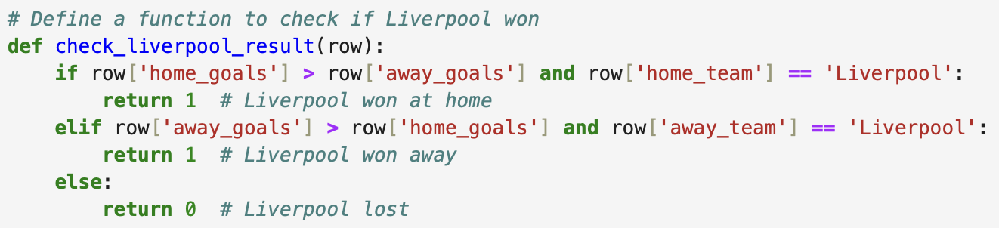 # Define a function to check if Liverpool won
def check_liverpool_result(row):
    if row['home_goals'] > row['away_goals'] and row['home_team'] == 'Liverpool':
        return 1  # Liverpool won at home
    elif row['away_goals'] > row['home_goals'] and row['away_team'] == 'Liverpool':
        return 1  # Liverpool won away
    else:
        return 0  # Liverpool lost